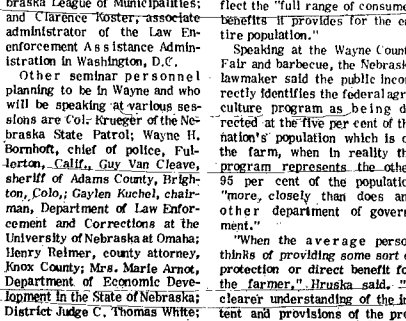 braska League of Municipalities;
and Clarence Koster, associate
administrator of the Law En-
enforcement Assistance Admin-
istration in Washington, D.C.
Other seminar personnel
planning to be in Wayne and who
will be speaking at various ses-
sions are Col. Krueger of the Ne-
braska State Patrol; Wayne H.
Bornhoft, chief of police, Ful-
lerton, Calif., Guy Van Cleave,
sheriff of Adams County, Brigh-
ton, Colo,; Gaylen Kuchel, chair-
man, Department of Law Enfor-
cement and Corrections at the
University of Nebraska at Omaha;
Henry Reimer, county attorney,
Knox County; Mrs. Marie Arnot,
Department of Economic Deve-
lopment in the State of Nebraska;
District Judge C. Thomas White;
flect the "full range of consume
benefits it provides for the e
tire population."
Speaking at the Wayne Count
Fair and barbecue, the Nebrask
lawmaker said the public incor
rectly identifies the federal agr
culture program as being d
rected at the five per cent of th
nation's population which is o
the farm, when in reality th
program represents the othe
95 per cent of the populatio
"more, closely than does an
other department of govern
ment."
"When the average perso
thinks of providing some sort o
protection or direct benefit fo
the farmer," Hruska said, "
clearer understanding of the in
tent and provisions of the pro